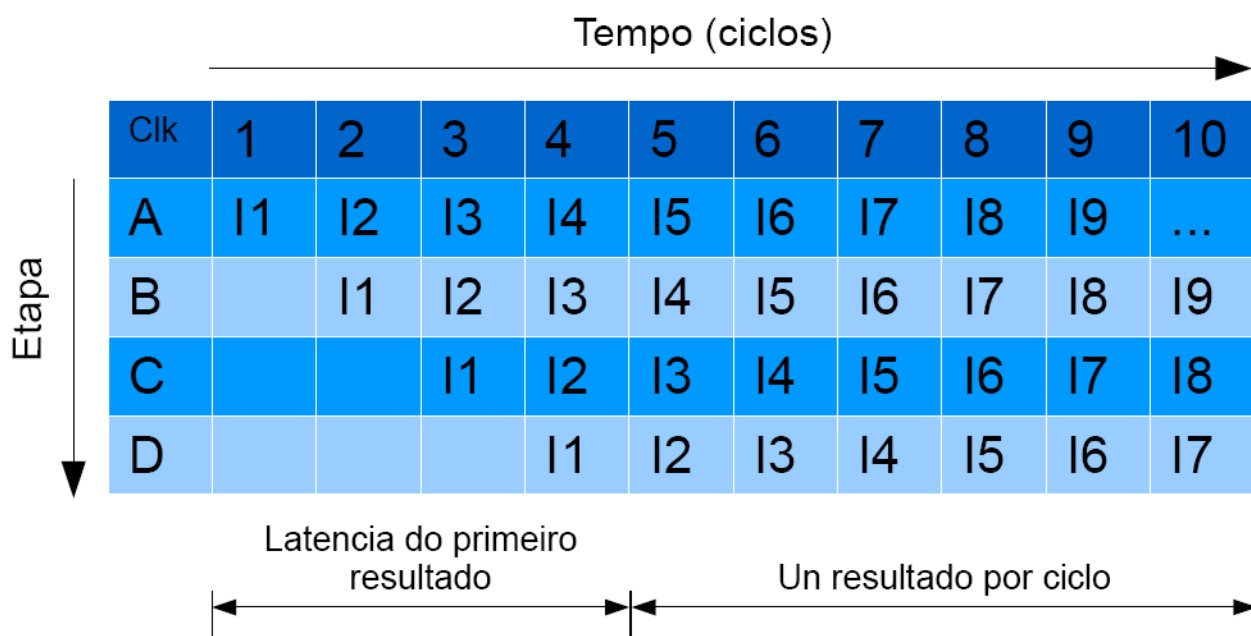 Tempo (ciclos)
Clk 1 2 3 4 5 6 7 8 9 10
A I1 I2 I3 I4 I5 I6 I7 I8 I9 ...
B I1 I2 I3 I4 I5 I6 I7 I8 I9
C I1 I2 I3 I4 I5 I6 I7 I8
D I1 I2 I3 I4 I5 I6 I7
Etapa
Latencia do primeiro
resultado
Un resultado por ciclo